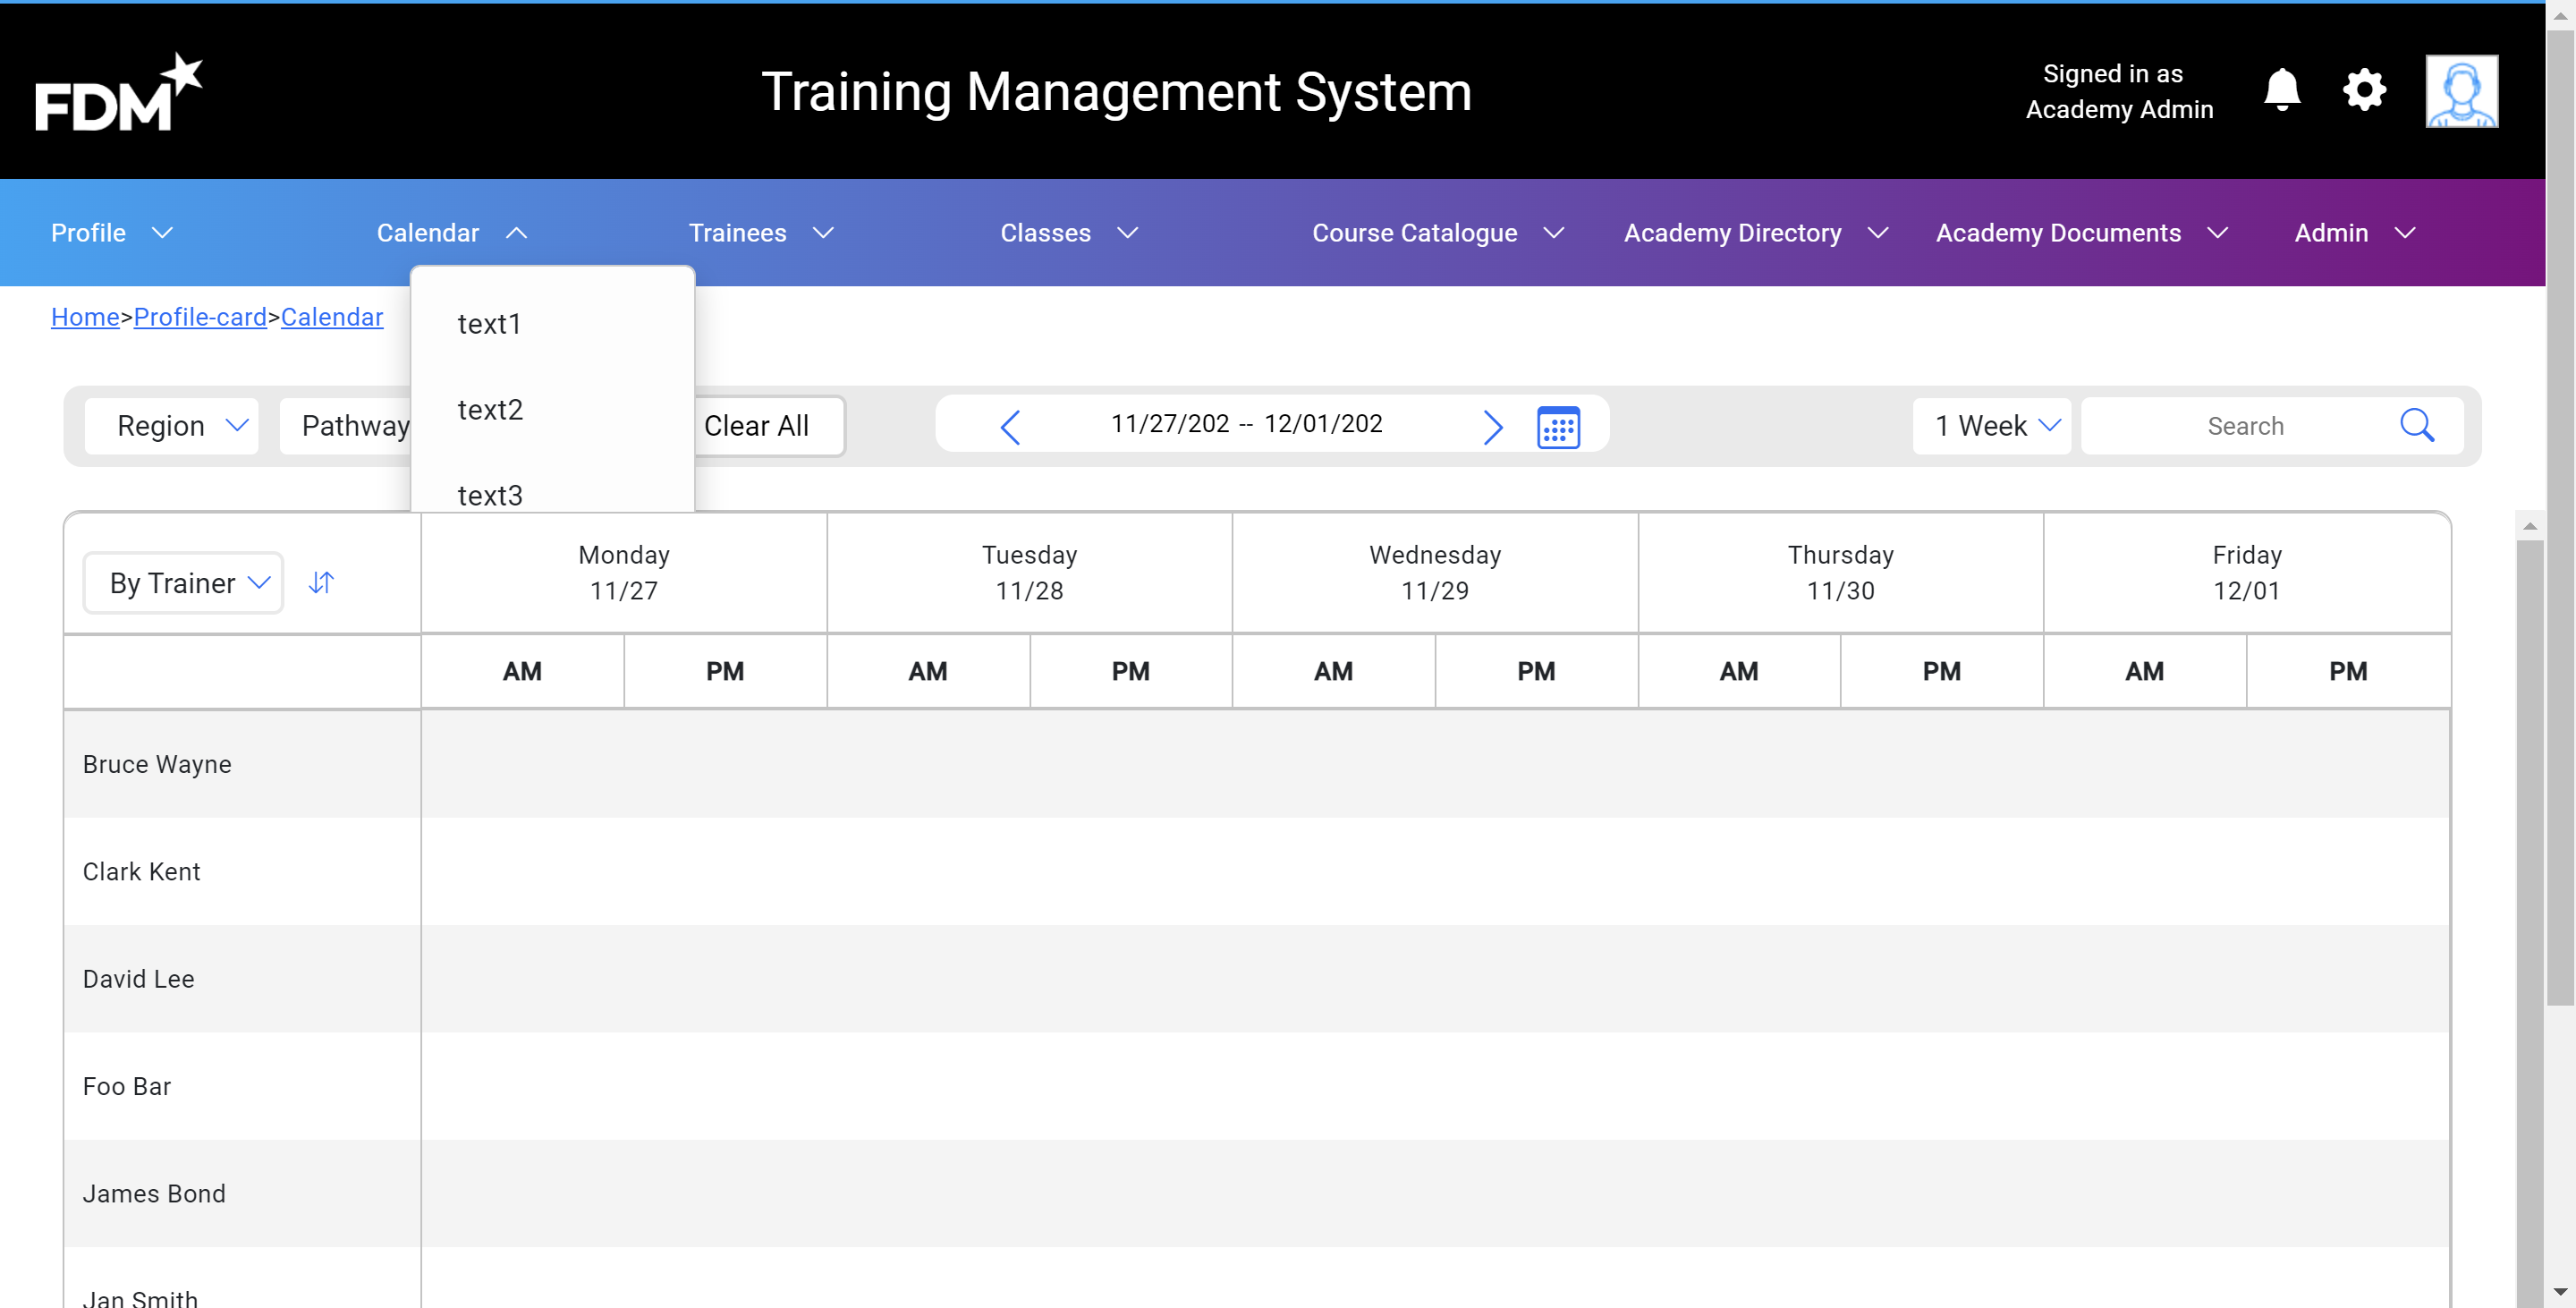 FDM
Training Management System
Signed in as
Academy Admin
Profile
Calendar
Trainees
Classes
Course Catalogue
Academy Directory
Academy Documents
Admin
Home>Profile-card>Calendar
text1
text2
text3
Region
Pathway
Clear All
11/27/202 -- 12/01/202
1 Week
Search
By Trainer
Monday
11/27
Tuesday
11/28
Wednesday
11/29
Thursday
11/30
Friday
12/01
AM PM AM PM AM PM AM PM AM PM
Bruce Wayne
Clark Kent
David Lee
Foo Bar
James Bond
Jan Smith